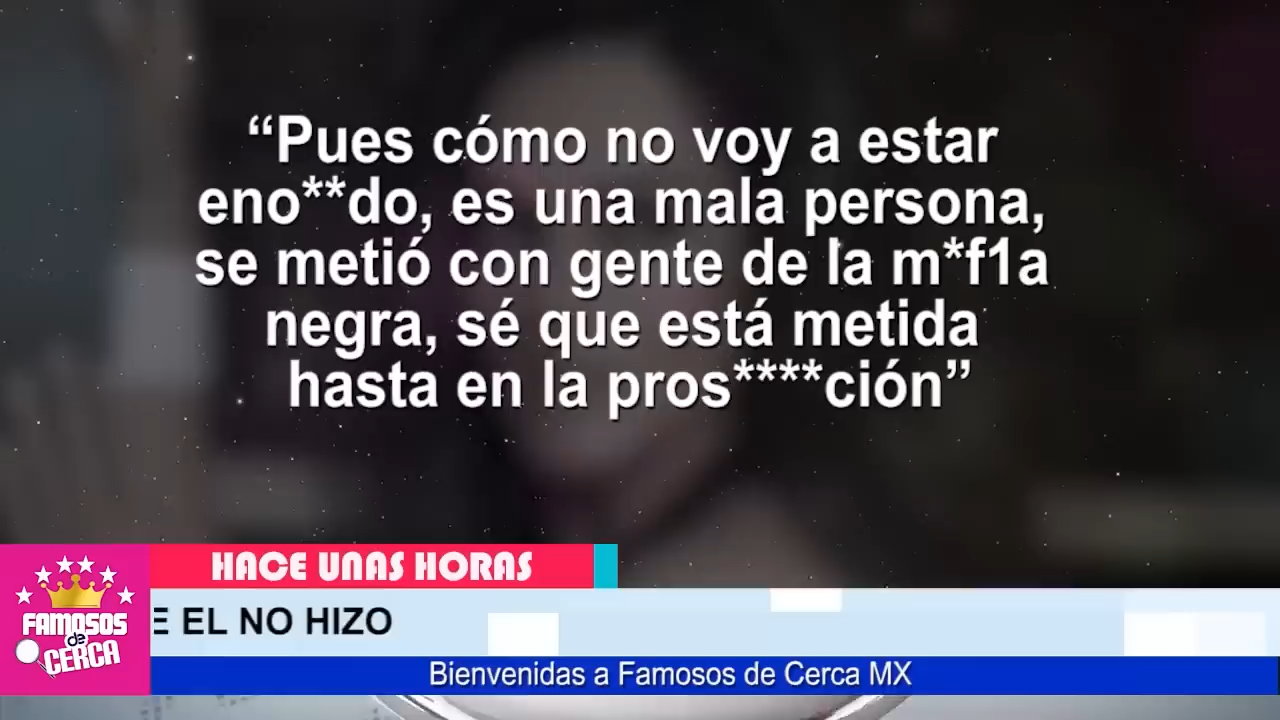 “Pues cómo no voy a estar
eno**do, es una mala persona,
se metió con gente de la m*f1a
negra, sé que está metida
hasta en la pros****ción”
HACE UNAS HORAS
E EL NO HIZO
FAMOSOS
de
CERCA
Bienvenidas a Famosos de Cerca MX